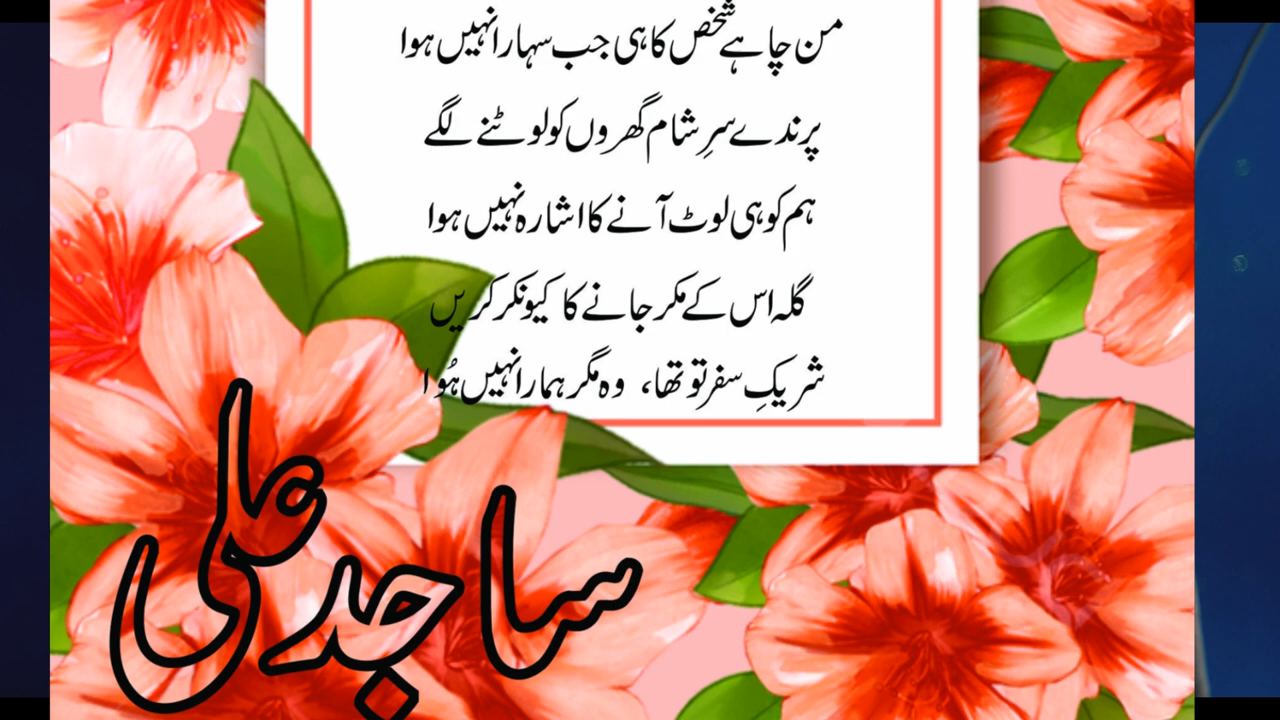 من چاہے شخص کا ہی جب سہارا نہیں ہوا
پرندے سرِ شام گھروں کو لوٹنے لگے
ہم کو ہی لوٹ آنے کا اشارہ نہیں ہوا
گلہ اس کے مکر جانے کا کیونکر کریں
شریکِ سفر تو تھا، وہ مگر ہمارا نہیں ہُوا
ساجد علی